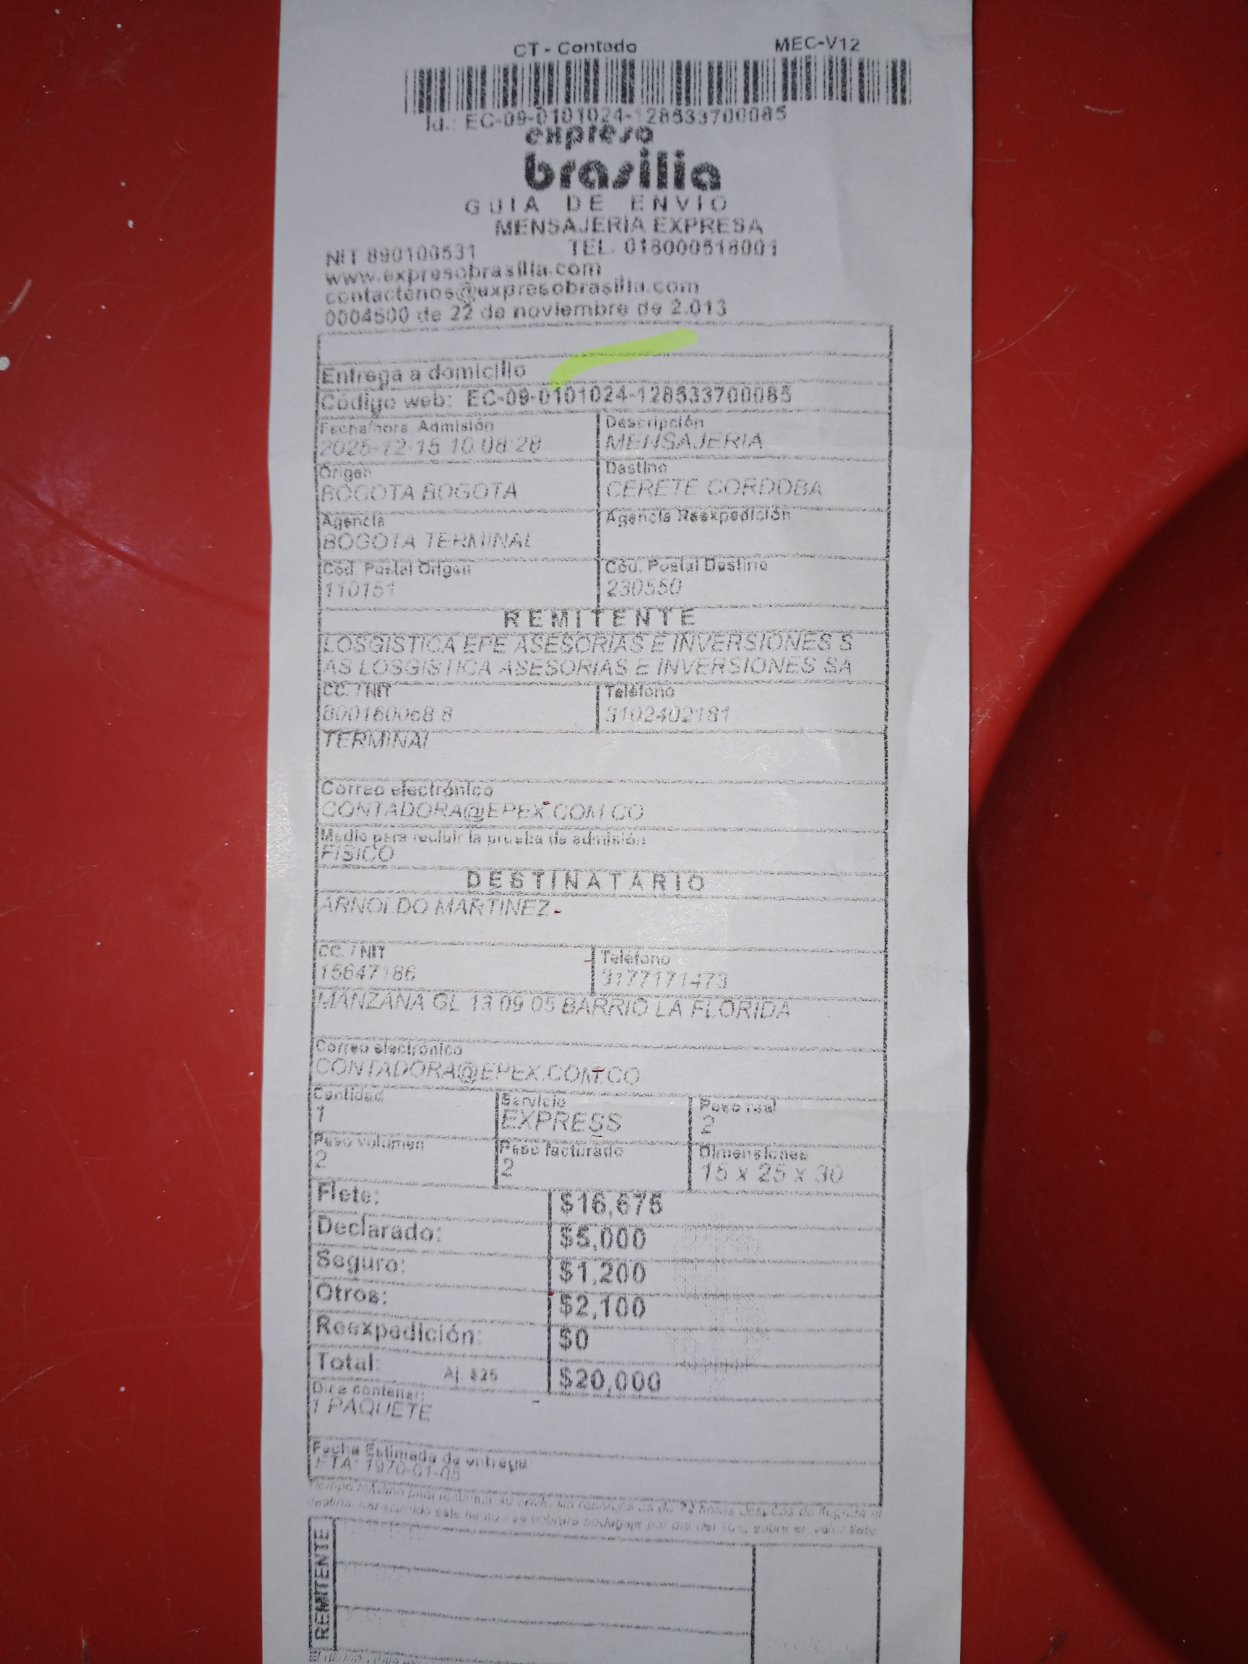 CT - Contado MEC-V12
Id.: EC-09-0101024-128533700085
expreso
brasilia
GUIA DE ENVIO
MENSAJERIA EXPRESA
NIT 890100531 TEL. 018000518001
www.expresobrasilia.com
contactenos@expresobrasilia.com
0004500 de 22 de noviembre de 2.013
Entrega a domicilio
Código web: EC-09-0101024-128533700085
Fecha/hora Admisión Descripción
2025-12-15 10:08:28 MENSAJERIA
Origen Destino
BOGOTA BOGOTA CERETE CORDOBA
Agencia Agencia Reexpedición
BOGOTA TERMINAL
Cód. Postal Origen Cód. Postal Destino
110151 230550
REMITENTE
LOSGISTICA EPE ASESORIAS E INVERSIONES S
AS LOSGISTICA ASESORIAS E INVERSIONES SA
CC. / NIT Teléfono
800160068 8 3102402181
TERMINAL
Correo electrónico
CONTADORA@EPEX.COM.CO
Medio para recibir la prueba de admisión
FISICO
DESTINATARIO
ARNOLDO MARTINEZ
CC. / NIT Teléfono
15647186 3177171473
MANZANA GL 13 09 05 BARRIO LA FLORIDA
Correo electrónico
CONTADORA@EPEX.COM.CO
Cantidad Servicio Peso real
1 EXPRESS 2
Peso volumen Peso facturado Dimensiones
2 2 15 x 25 x 30
Flete: $16,675
Declarado: $5,000
Seguro: $1,200
Otros: $2,100
Reexpedición: $0
Total: Aj. $25 $20,000
Dice contener:
1 PAQUETE
Fecha Estimada de entrega
ETA: 1970-01-05
REMITENTE